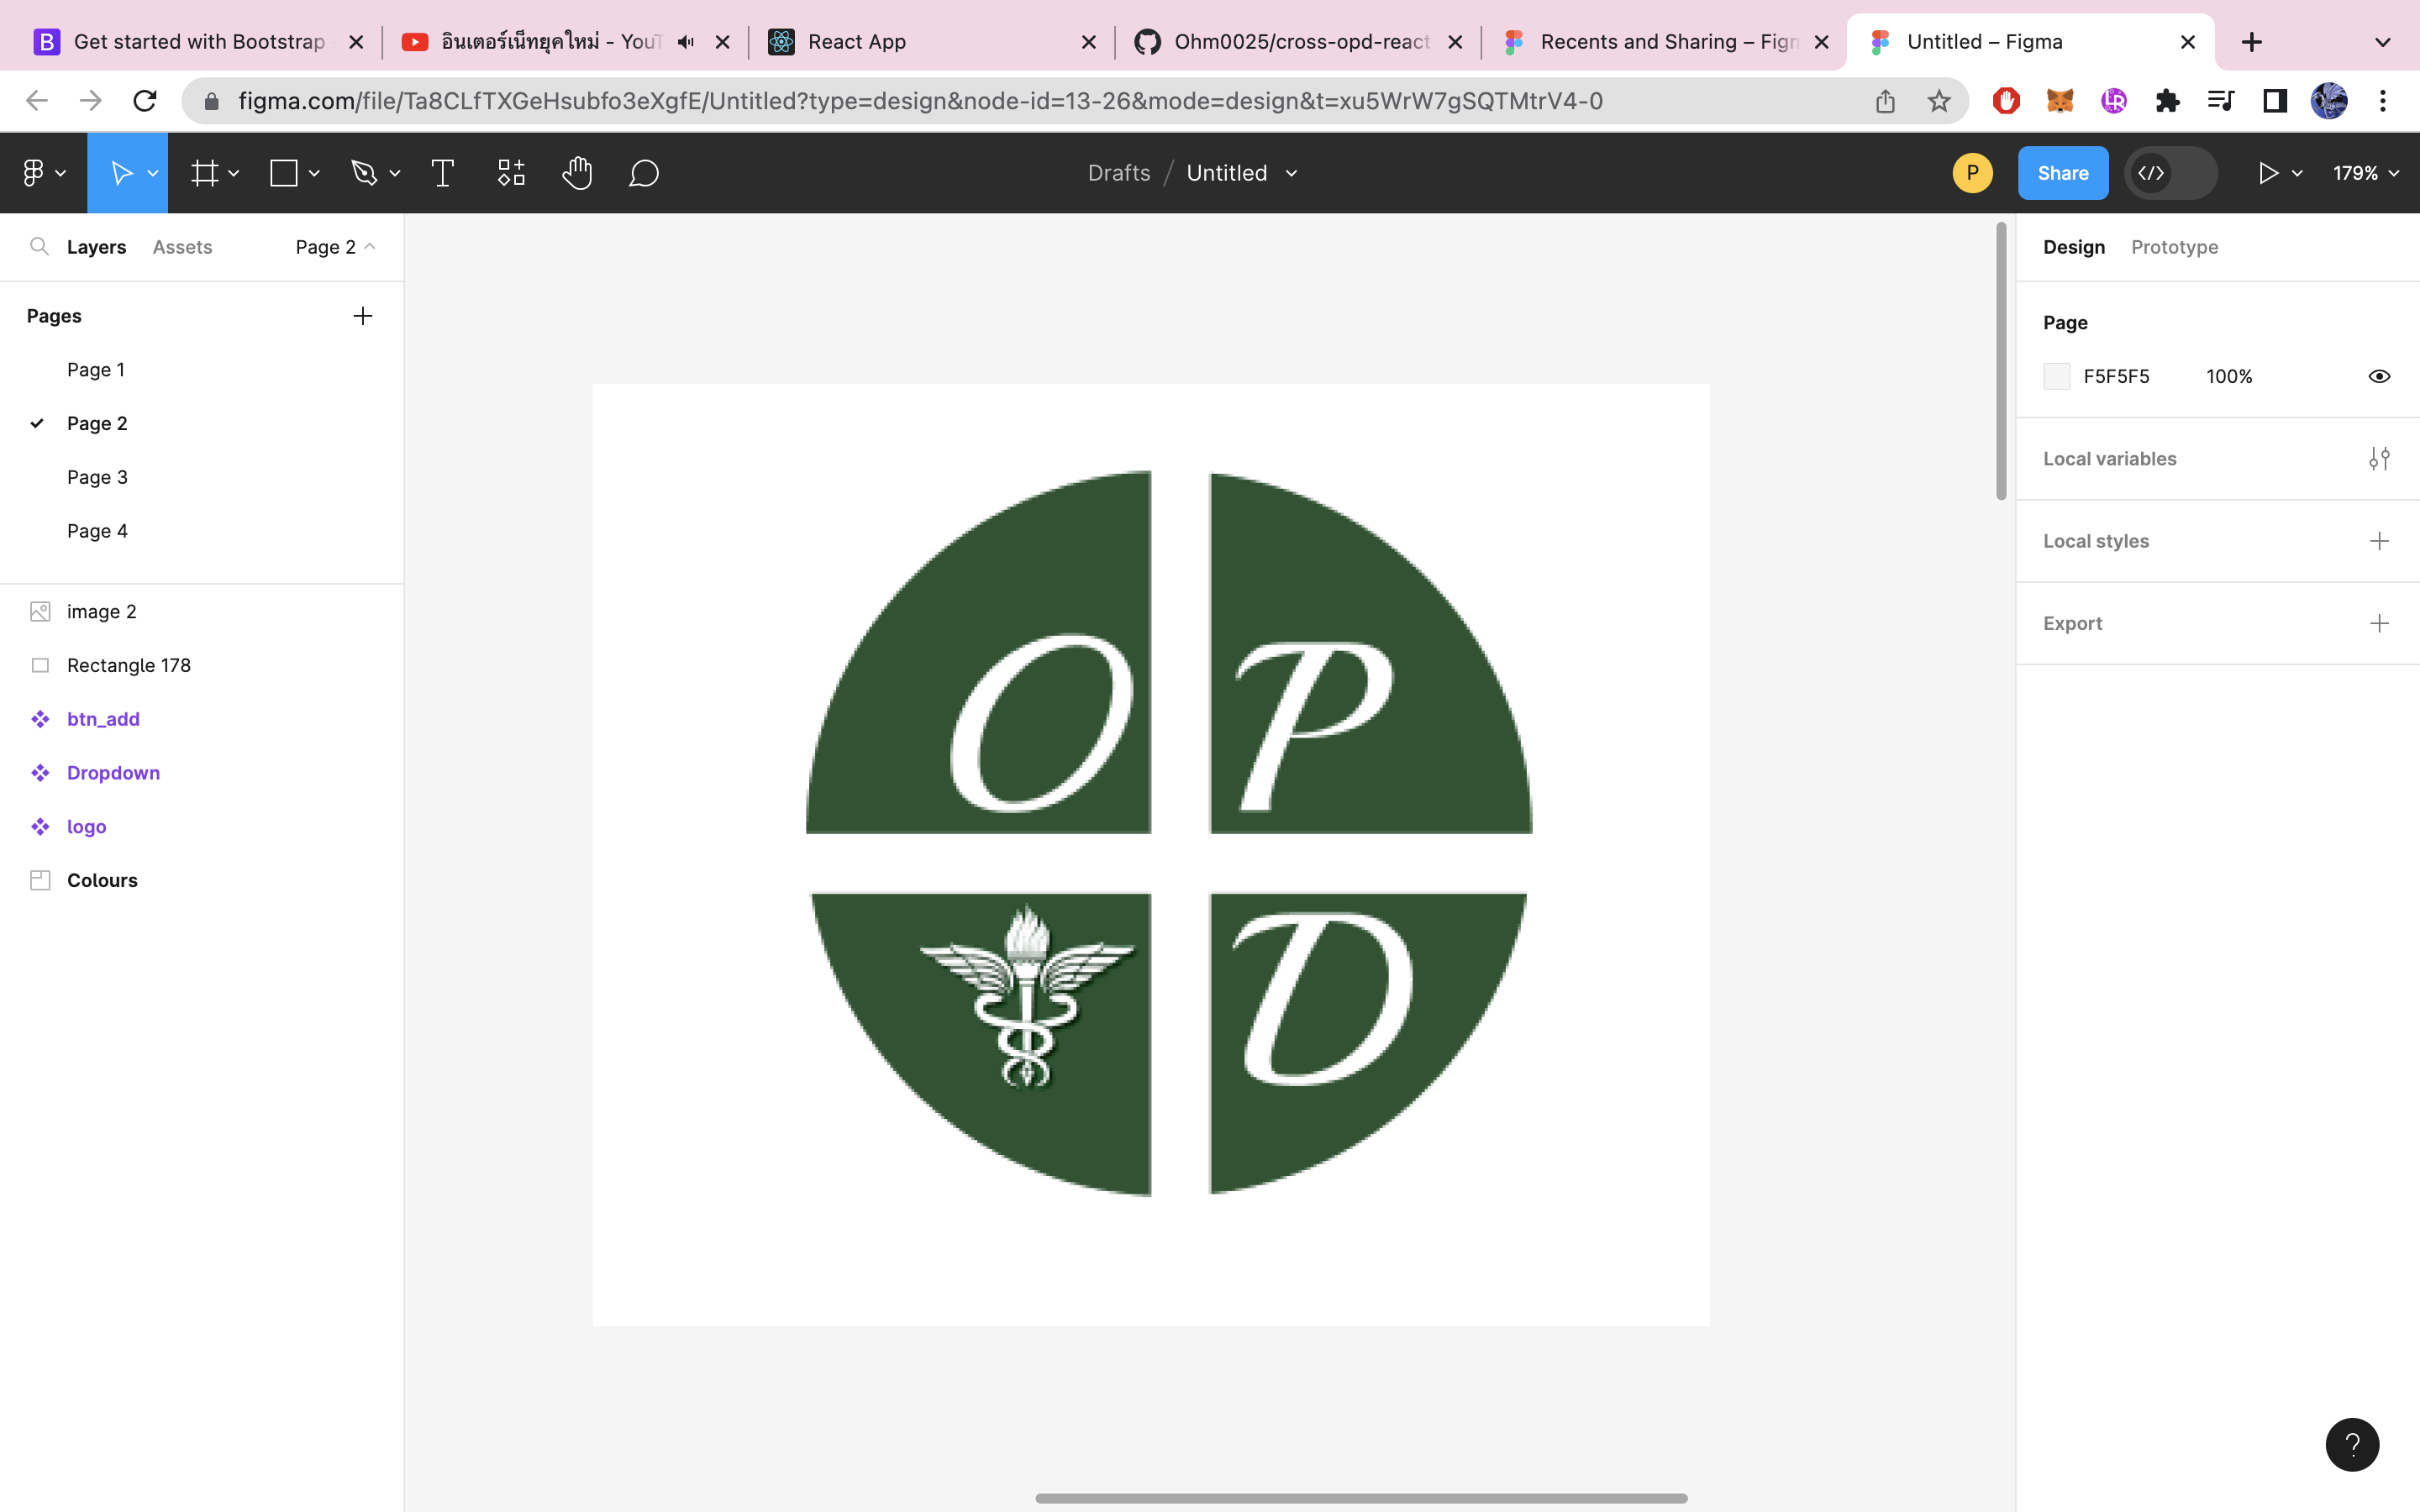 Get started with Bootstrap
อินเตอร์เน็ทยุคใหม่ - YouT
React App
Ohm0025/cross-opd-react
Recents and Sharing – Figm
Untitled – Figma
figma.com/file/Ta8CLfTXGeHsubfo3eXgfE/Untitled?type=design&node-id=13-26&mode=design&t=xu5WrW7gSQTMtrV4-0
Drafts / Untitled
P
Share
179%
Layers
Assets
Page 2
Pages
Page 1
Page 2
Page 3
Page 4
image 2
Rectangle 178
btn_add
Dropdown
logo
Colours
O P
D
Design
Prototype
Page
F5F5F5 100%
Local variables
Local styles
Export
?